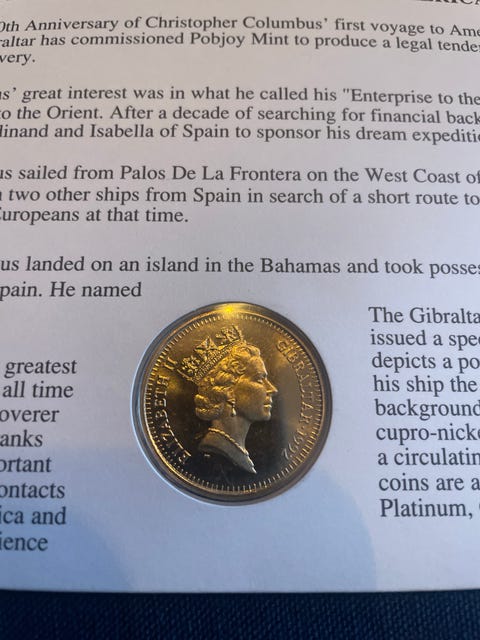 0th Anniversary of Christopher Columbus' first voyage to Ame
raltar has commissioned Pobjoy Mint to produce a legal tender
very.
us' great interest was in what he called his "Enterprise to the
to the Orient. After a decade of searching for financial back
dinand and Isabella of Spain to sponsor his dream expediti
us sailed from Palos De La Frontera on the West Coast of
two other ships from Spain in search of a short route to
Europeans at that time.
us landed on an island in the Bahamas and took posses
pain. He named
greatest
all time
overer
anks
ortant
ontacts
ica and
ience
ELIZABETH II
GIBRALTAR·1992
The Gibralta
issued a spe
depicts a po
his ship the
background
cupro-nicke
a circulatin
coins are a
Platinum,